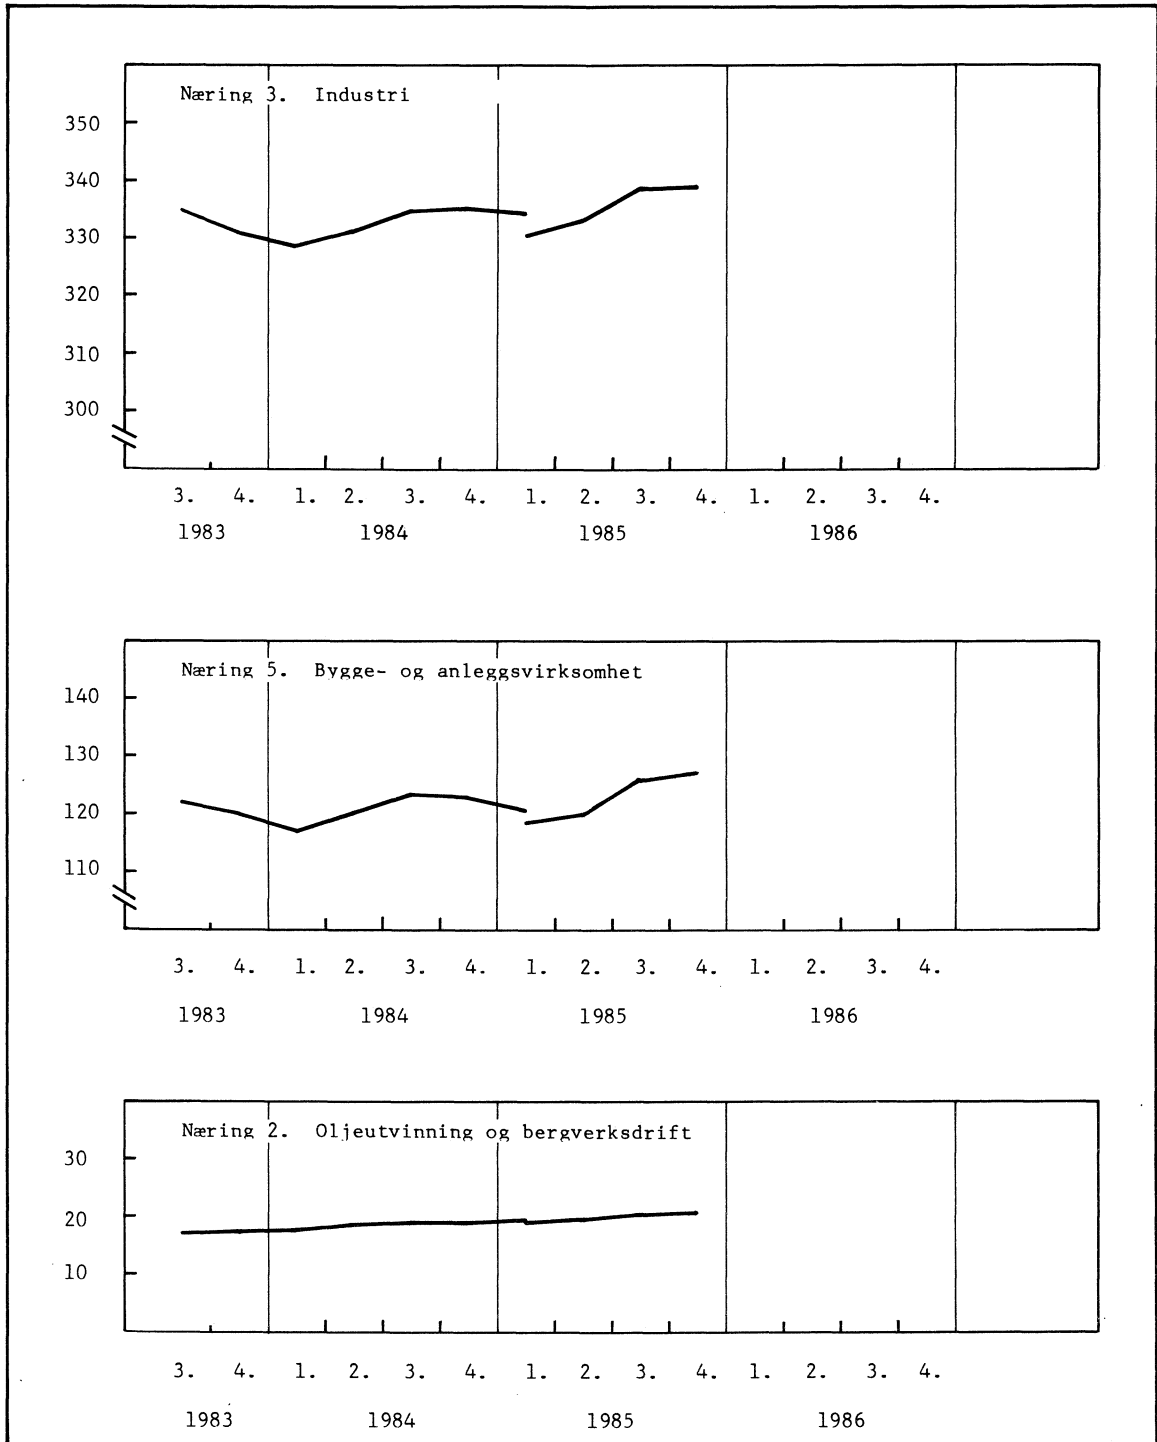 Næring 3. Industri
350
340
330
320
310
300
3. 4. 1. 2. 3. 4. 1. 2. 3. 4. 1. 2. 3. 4.
1983 1984 1985 1986
Næring 5. Bygge- og anleggsvirksomhet
140
130
120
110
3. 4. 1. 2. 3. 4. 1. 2. 3. 4. 1. 2. 3. 4.
1983 1984 1985 1986
Næring 2. Oljeutvinning og bergverksdrift
30
20
10
3. 4. 1. 2. 3. 4. 1. 2. 3. 4. 1. 2. 3. 4.
1983 1984 1985 1986